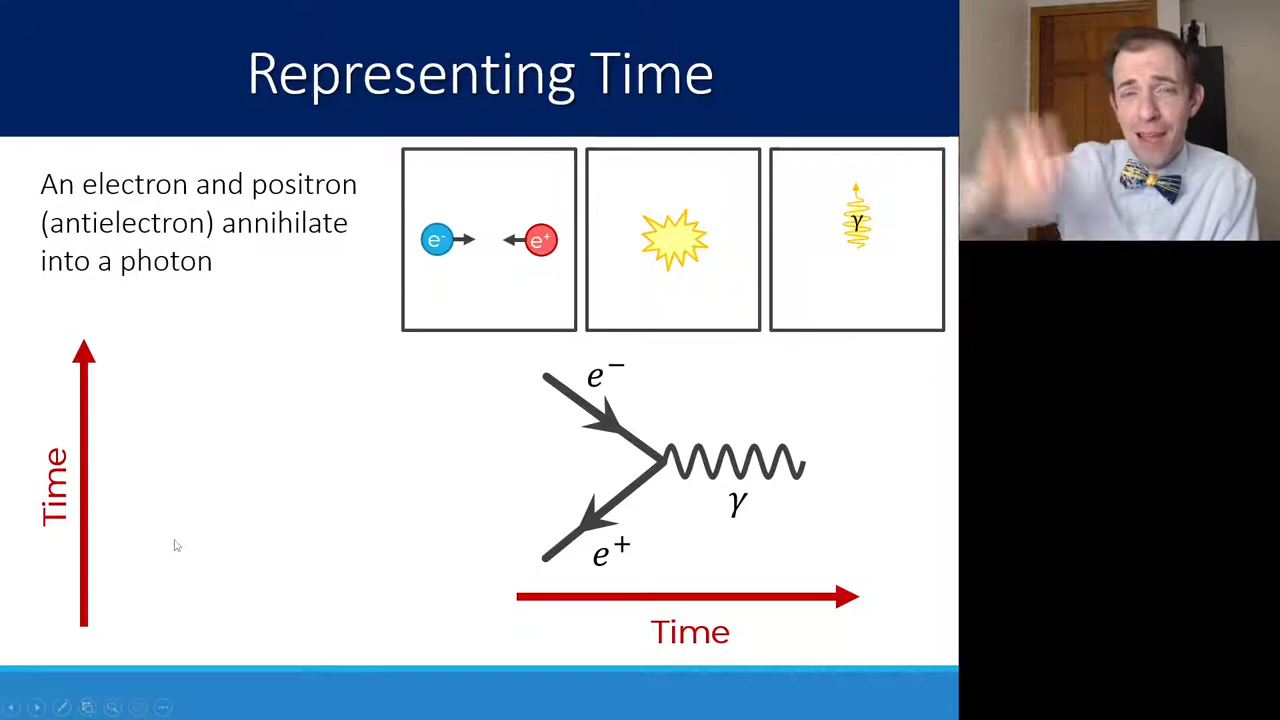 Representing Time
An electron and positron
(antielectron) annihilate
into a photon
e-
e+
γ
Time
e−
γ
e+
Time